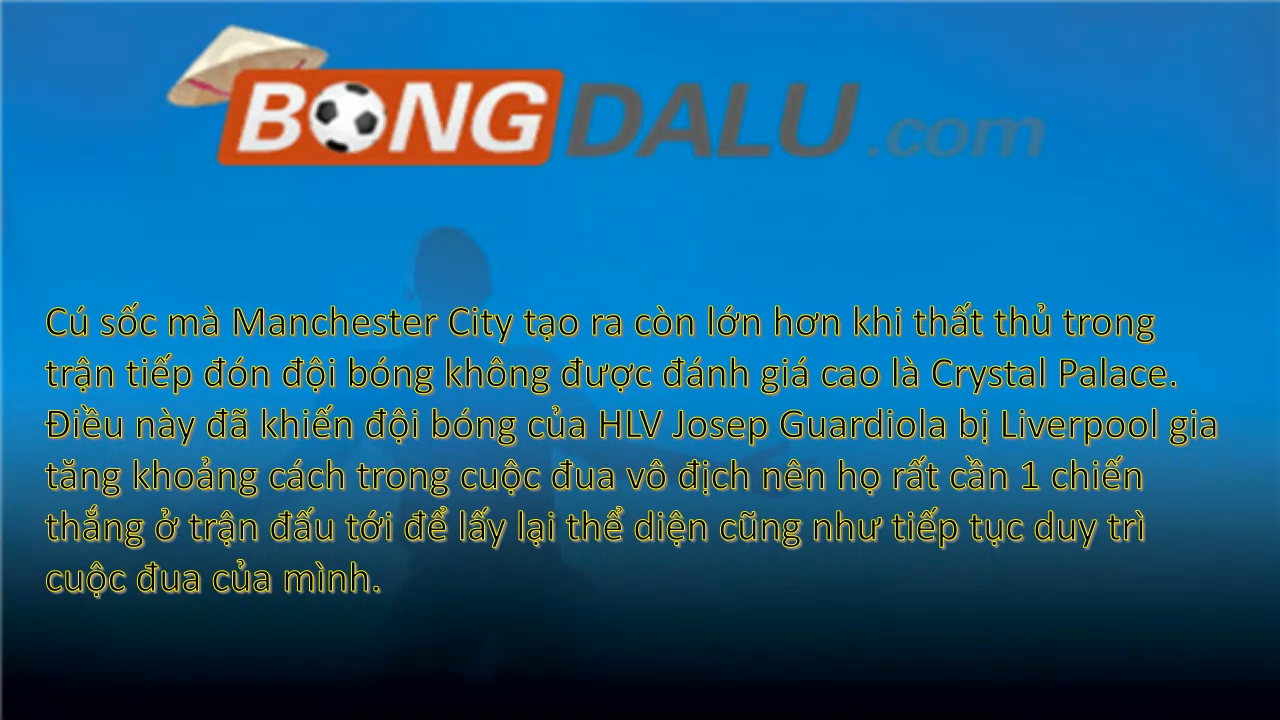 BONGDALU.com
Cú sốc mà Manchester City tạo ra còn lớn hơn khi thất thủ trong
trận tiếp đón đội bóng không được đánh giá cao là Crystal Palace.
Điều này đã khiến đội bóng của HLV Josep Guardiola bị Liverpool gia
tăng khoảng cách trong cuộc đua vô địch nên họ rất cần 1 chiến
thắng ở trận đấu tới để lấy lại thể diện cũng như tiếp tục duy trì
cuộc đua của mình.